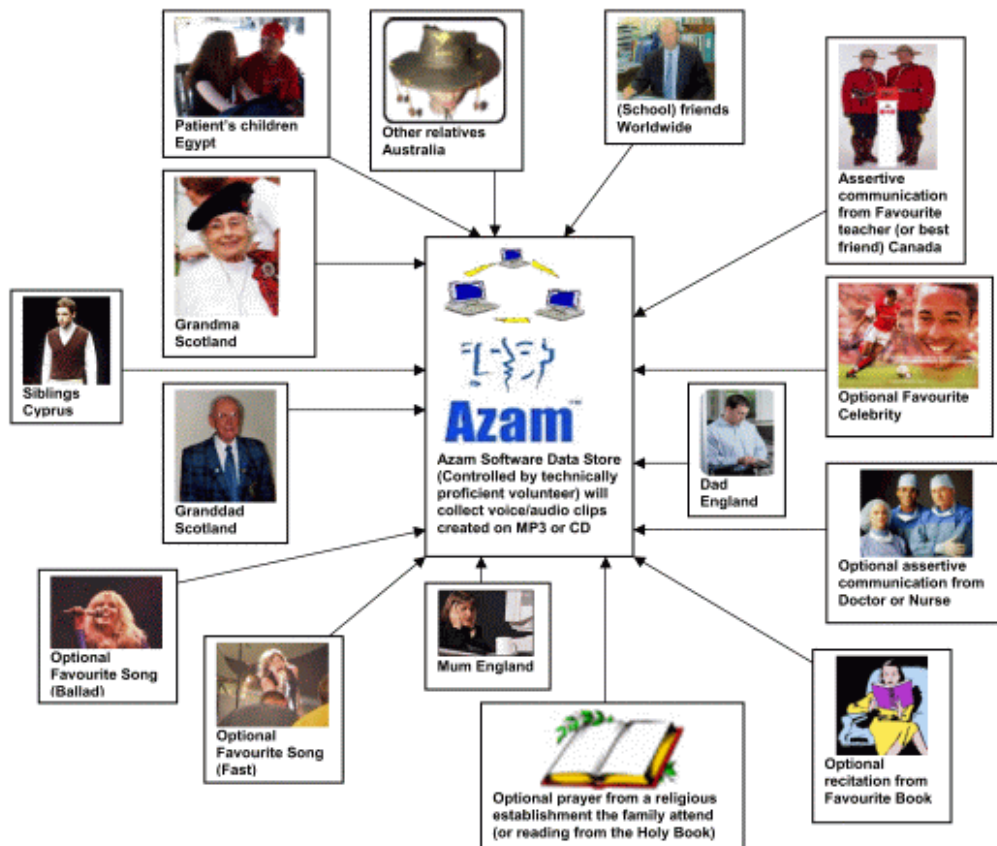 Patient's children
Egypt
Other relatives
Australia
(School) friends
Worldwide
Assertive
communication
from Favourite
teacher (or best
friend) Canada
Grandma
Scotland
Siblings
Cyprus
Granddad
Scotland
Azam™
Azam Software Data Store
(Controlled by technically
proficient volunteer) will
collect voice/audio clips
created on MP3 or CD
Optional Favourite
Celebrity
Dad
England
Optional assertive
communication from
Doctor or Nurse
Optional
Favourite Song
(Ballad)
Optional
Favourite Song
(Fast)
Mum England
Optional prayer from a religious
establishment the family attend
(or reading from the Holy Book)
Optional
recitation from
Favourite Book